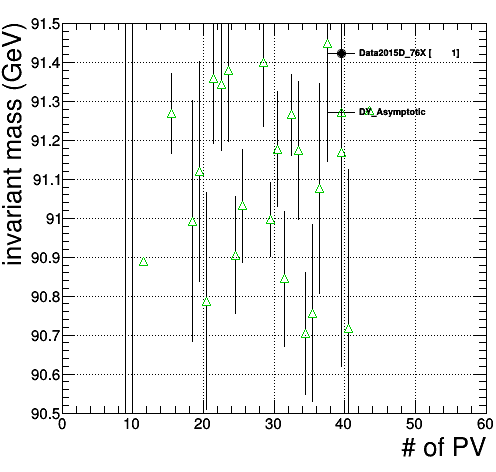 invariant mass (GeV)
91.5
91.4
91.3
91.2
91.1
91
90.9
90.8
90.7
90.6
90.5
Data2015D_76X [ 1]
DY_Asymptotic
0 10 20 30 40 50 60
# of PV